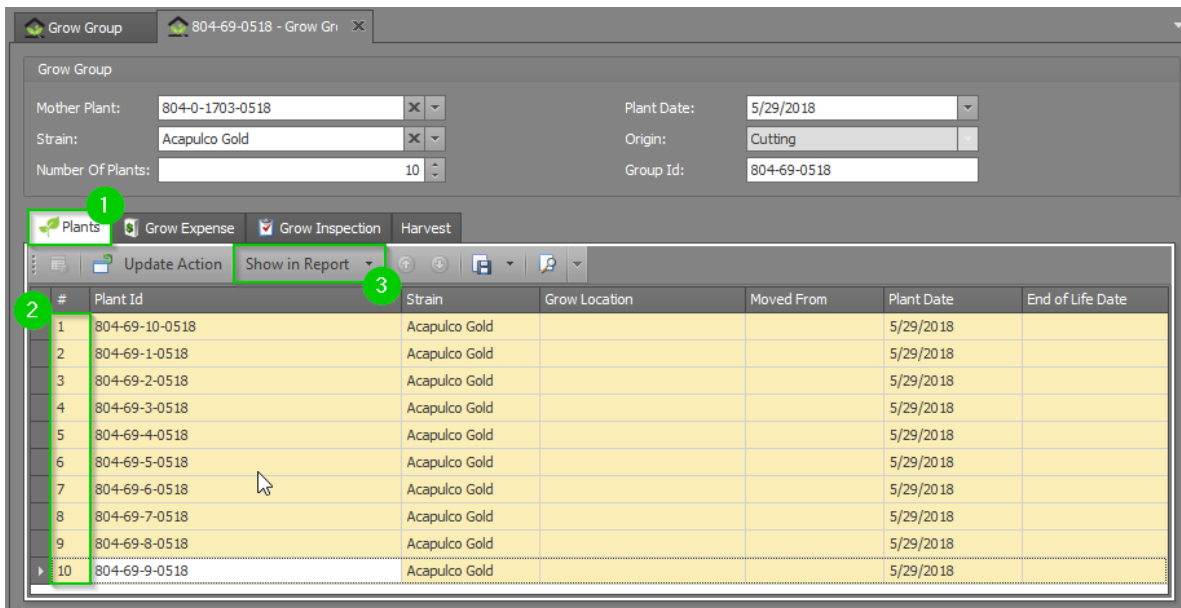 Grow Group 804-69-0518 - Grow Gr
Grow Group
Mother Plant: 804-0-1703-0518 Plant Date: 5/29/2018
Strain: Acapulco Gold Origin: Cutting
Number Of Plants: 10 Group Id: 804-69-0518
1
Plants Grow Expense Grow Inspection Harvest
Update Action Show in Report
3
2
# Plant Id Strain Grow Location Moved From Plant Date End of Life Date
1 804-69-10-0518 Acapulco Gold 5/29/2018
2 804-69-1-0518 Acapulco Gold 5/29/2018
3 804-69-2-0518 Acapulco Gold 5/29/2018
4 804-69-3-0518 Acapulco Gold 5/29/2018
5 804-69-4-0518 Acapulco Gold 5/29/2018
6 804-69-5-0518 Acapulco Gold 5/29/2018
7 804-69-6-0518 Acapulco Gold 5/29/2018
8 804-69-7-0518 Acapulco Gold 5/29/2018
9 804-69-8-0518 Acapulco Gold 5/29/2018
10 804-69-9-0518 Acapulco Gold 5/29/2018